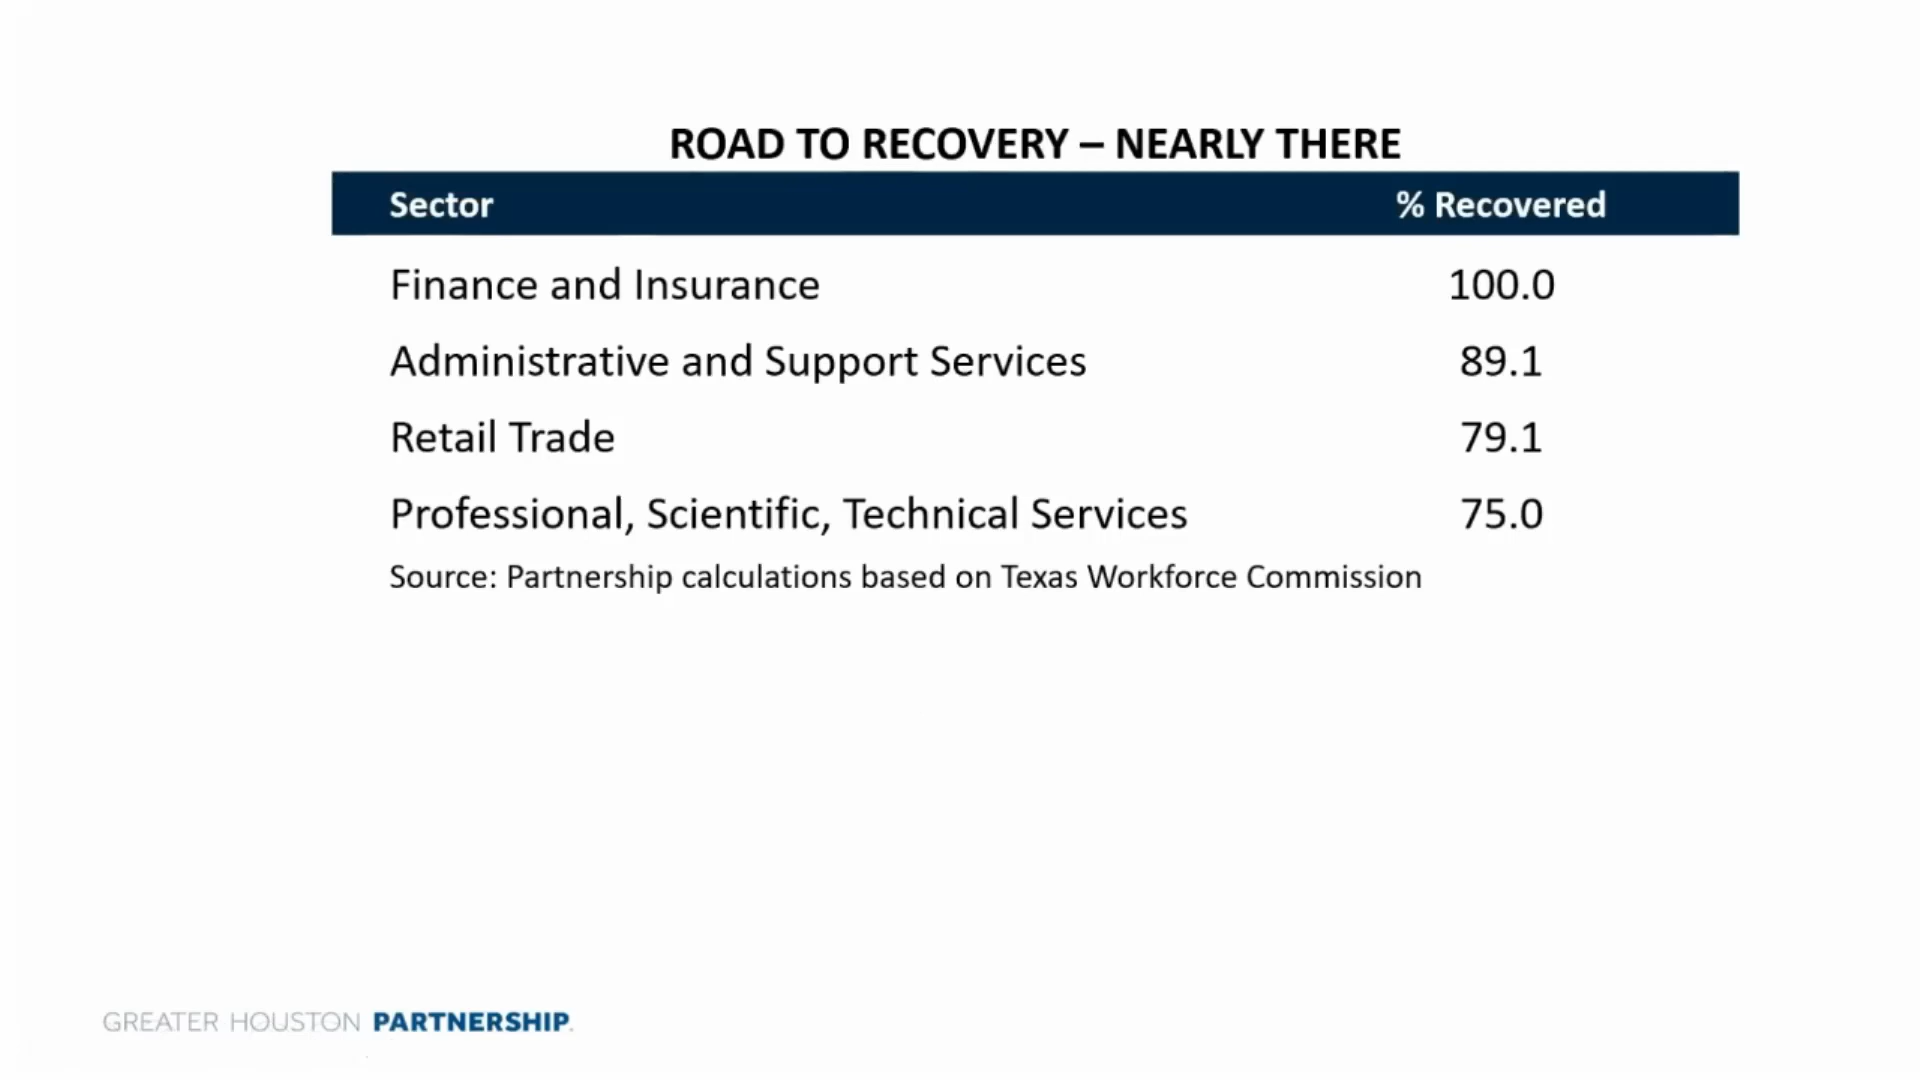 ROAD TO RECOVERY – NEARLY THERE
Sector % Recovered
Finance and Insurance 100.0
Administrative and Support Services 89.1
Retail Trade 79.1
Professional, Scientific, Technical Services 75.0
Source: Partnership calculations based on Texas Workforce Commission
GREATER HOUSTON PARTNERSHIP.